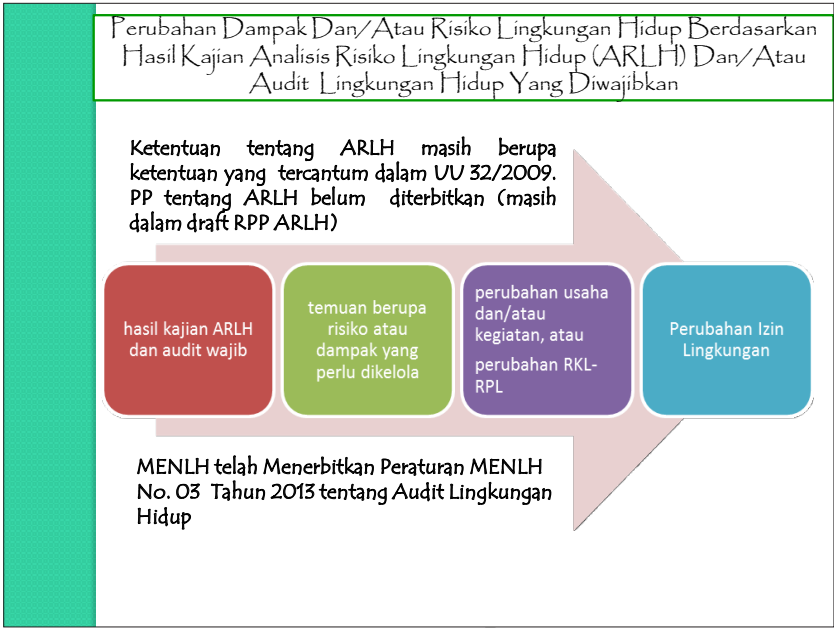 Perubahan Dampak Dan/Atau Risiko Lingkungan Hidup Berdasarkan
Hasil Kajian Analisis Risiko Lingkungan Hidup (ARLH) Dan/Atau
Audit Lingkungan Hidup Yang Diwajibkan
Ketentuan tentang ARLH masih berupa
ketentuan yang tercantum dalam UU 32/2009.
PP tentang ARLH belum diterbitkan (masih
dalam draft RPP ARLH)
hasil kajian ARLH
dan audit wajib
temuan berupa
risiko atau
dampak yang
perlu dikelola
perubahan usaha
dan/atau
kegiatan, atau
perubahan RKL-
RPL
Perubahan Izin
Lingkungan
MENLH telah Menerbitkan Peraturan MENLH
No. 03 Tahun 2013 tentang Audit Lingkungan
Hidup